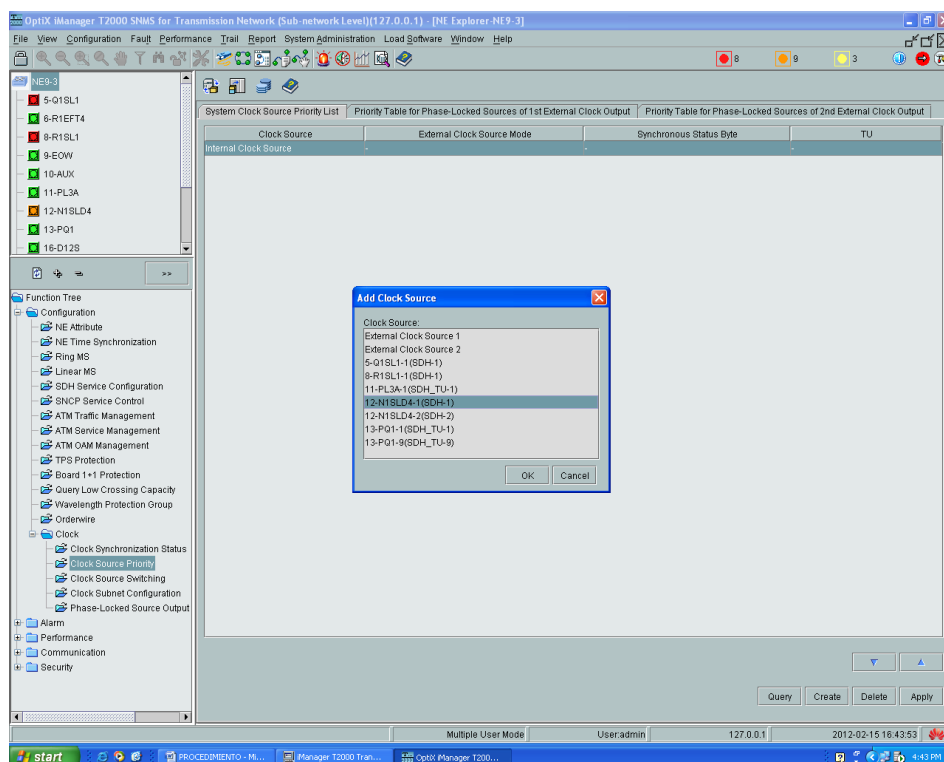 OptiX iManager T2000 SNMS for Transmission Network (Sub-network Level)(127.0.0.1) - [NE Explorer-NE9-3]
File View Configuration Fault Performance Trail Report System Administration Load Software Window Help
8 9 3
NE9-3
5-Q1SL1
6-R1EFT4
8-R1SL1
9-EOW
10-AUX
11-PL3A
12-N1SLD4
13-PQ1
16-D12S
>>
Function Tree
Configuration
NE Attribute
NE Time Synchronization
Ring MS
Linear MS
SDH Service Configuration
SNCP Service Control
ATM Traffic Management
ATM Service Management
ATM OAM Management
TPS Protection
Board 1+1 Protection
Query Low Crossing Capacity
Wavelength Protection Group
Orderwire
Clock
Clock Synchronization Status
Clock Source Priority
Clock Source Switching
Clock Subnet Configuration
Phase-Locked Source Output
Alarm
Performance
Communication
Security
System Clock Source Priority List Priority Table for Phase-Locked Sources of 1st External Clock Output Priority Table for Phase-Locked Sources of 2nd External Clock Output
Clock Source External Clock Source Mode Synchronous Status Byte TU
Internal Clock Source - - -
Add Clock Source
Clock Source:
External Clock Source 1
External Clock Source 2
5-Q1SL1-1(SDH-1)
8-R1SL1-1(SDH-1)
11-PL3A-1(SDH_TU-1)
12-N1SLD4-1(SDH-1)
12-N1SLD4-2(SDH-2)
13-PQ1-1(SDH_TU-1)
13-PQ1-9(SDH_TU-9)
OK Cancel
Query Create Delete Apply
Multiple User Mode User:admin 127.0.0.1 2012-02-15 16:43:53
start PROCEDIMIENTO - Mi... iManager T2000 Tran... OptiX iManager T200... 4:43 PM